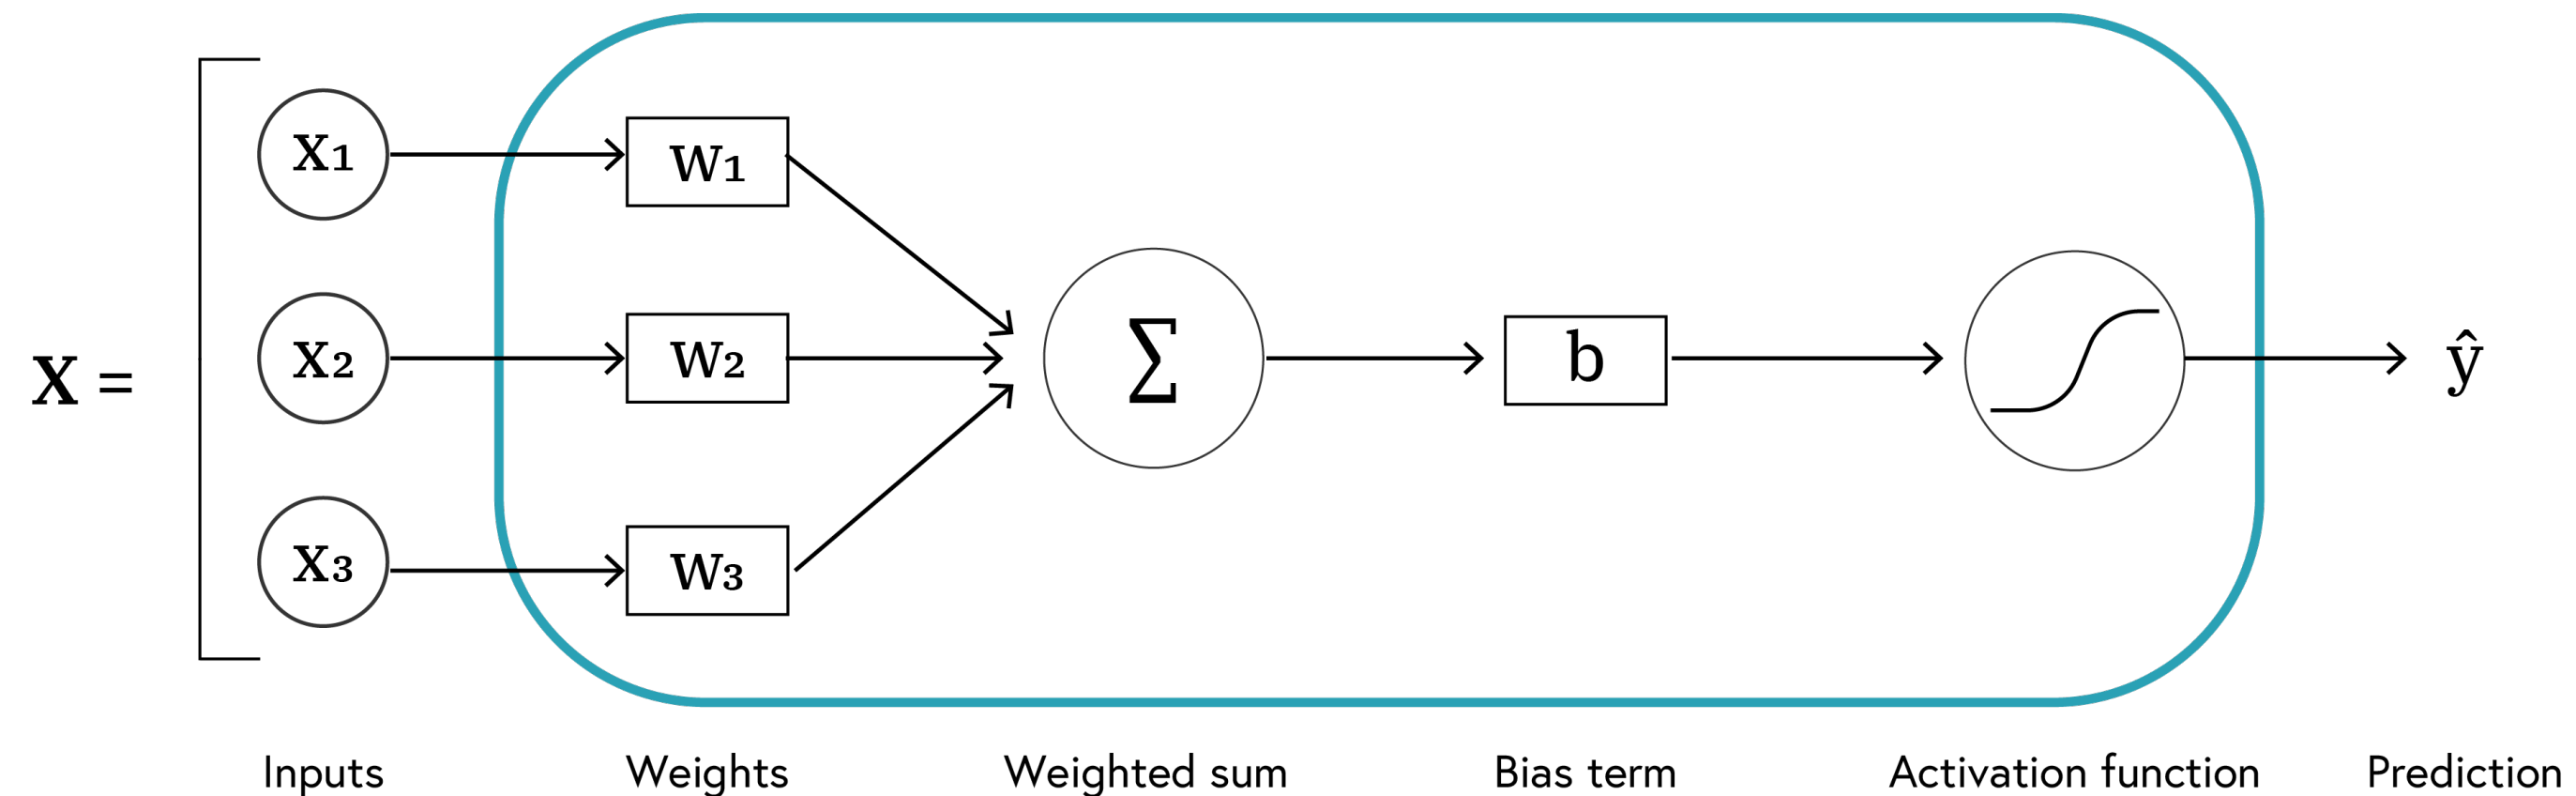 X =
x1
x2
x3
w1
w2
w3
∑
b
ŷ
Inputs
Weights
Weighted sum
Bias term
Activation function
Prediction